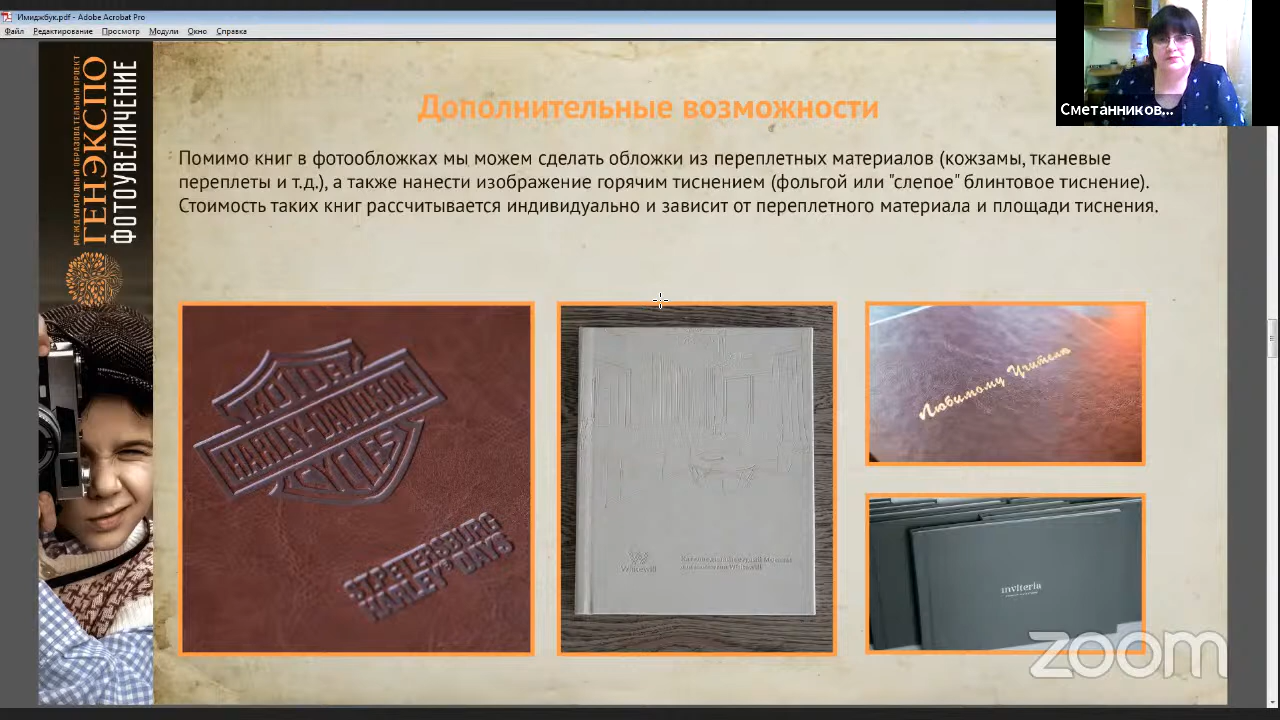 Имиджбук.pdf - Adobe Acrobat Pro
Файл Редактирование Просмотр Модули Окно Справка
Сметанников...
МЕЖДУНАРОДНЫЙ ОБРАЗОВАТЕЛЬНЫЙ ПРОЕКТ
ГЕНЭКСПО
ФОТОУВЕЛИЧЕНИЕ
Дополнительные возможности
Помимо книг в фотообложках мы можем сделать обложки из переплетных материалов (кожзамы, тканевые
переплеты и т.д.), а также нанести изображение горячим тиснением (фольгой или "слепое" блинтовое тиснение).
Стоимость таких книг рассчитывается индивидуально и зависит от переплетного материала и площади тиснения.
HARLEY-DAVIDSON
CYCLES
ST.PETERSBURG
HARLEY DAYS
Любимому Учителю
inviteria
zoom